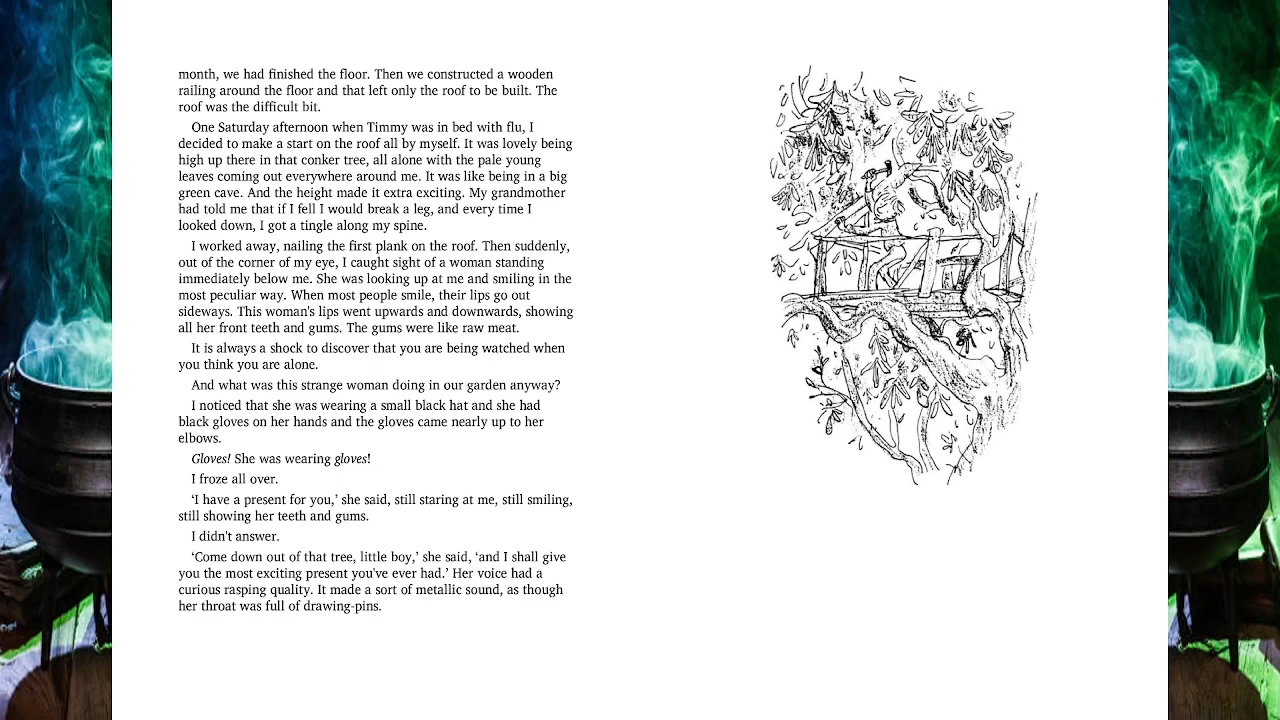 month, we had finished the floor. Then we constructed a wooden
railing around the floor and that left only the roof to be built. The
roof was the difficult bit.
One Saturday afternoon when Timmy was in bed with flu, I
decided to make a start on the roof all by myself. It was lovely being
high up there in that conker tree, all alone with the pale young
leaves coming out everywhere around me. It was like being in a big
green cave. And the height made it extra exciting. My grandmother
had told me that if I fell I would break a leg, and every time I
looked down, I got a tingle along my spine.
I worked away, nailing the first plank on the roof. Then suddenly,
out of the corner of my eye, I caught sight of a woman standing
immediately below me. She was looking up at me and smiling in the
most peculiar way. When most people smile, their lips go out
sideways. This woman's lips went upwards and downwards, showing
all her front teeth and gums. The gums were like raw meat.
It is always a shock to discover that you are being watched when
you think you are alone.
And what was this strange woman doing in our garden anyway?
I noticed that she was wearing a small black hat and she had
black gloves on her hands and the gloves came nearly up to her
elbows.
Gloves! She was wearing gloves!
I froze all over.
‘I have a present for you,’ she said, still staring at me, still smiling,
still showing her teeth and gums.
I didn't answer.
‘Come down out of that tree, little boy,’ she said, ‘and I shall give
you the most exciting present you've ever had.’ Her voice had a
curious rasping quality. It made a sort of metallic sound, as though
her throat was full of drawing-pins.